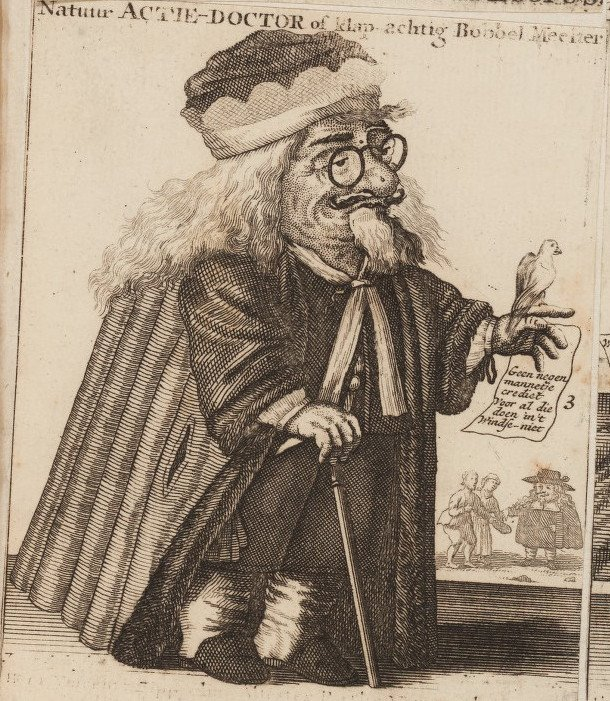 Natuur ACTIE-DOCTOR of klap-achtig Bobbel Meeſter
Geen negen
mannetie
crediet
Voor al die
doen in't
Windſe-niet
3